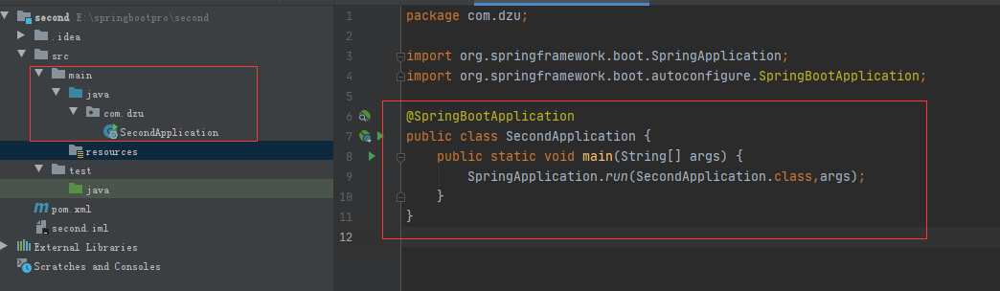 second E:\springbootpro\second
.idea
src
main
java
com.dzu
SecondApplication
resources
test
java
pom.xml
second.iml
External Libraries
Scratches and Consoles
1 package com.dzu;
2
3 import org.springframework.boot.SpringApplication;
4 import org.springframework.boot.autoconfigure.SpringBootApplication;
5
6 @SpringBootApplication
7 public class SecondApplication {
8 public static void main(String[] args) {
9 SpringApplication.run(SecondApplication.class,args);
10 }
11 }
12